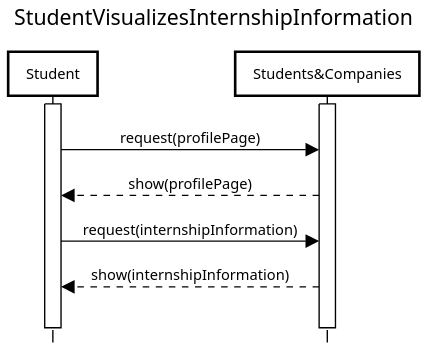 StudentVisualizesInternshipInformation
Student
Students&Companies
request(profilePage)
show(profilePage)
request(internshipInformation)
show(internshipInformation)